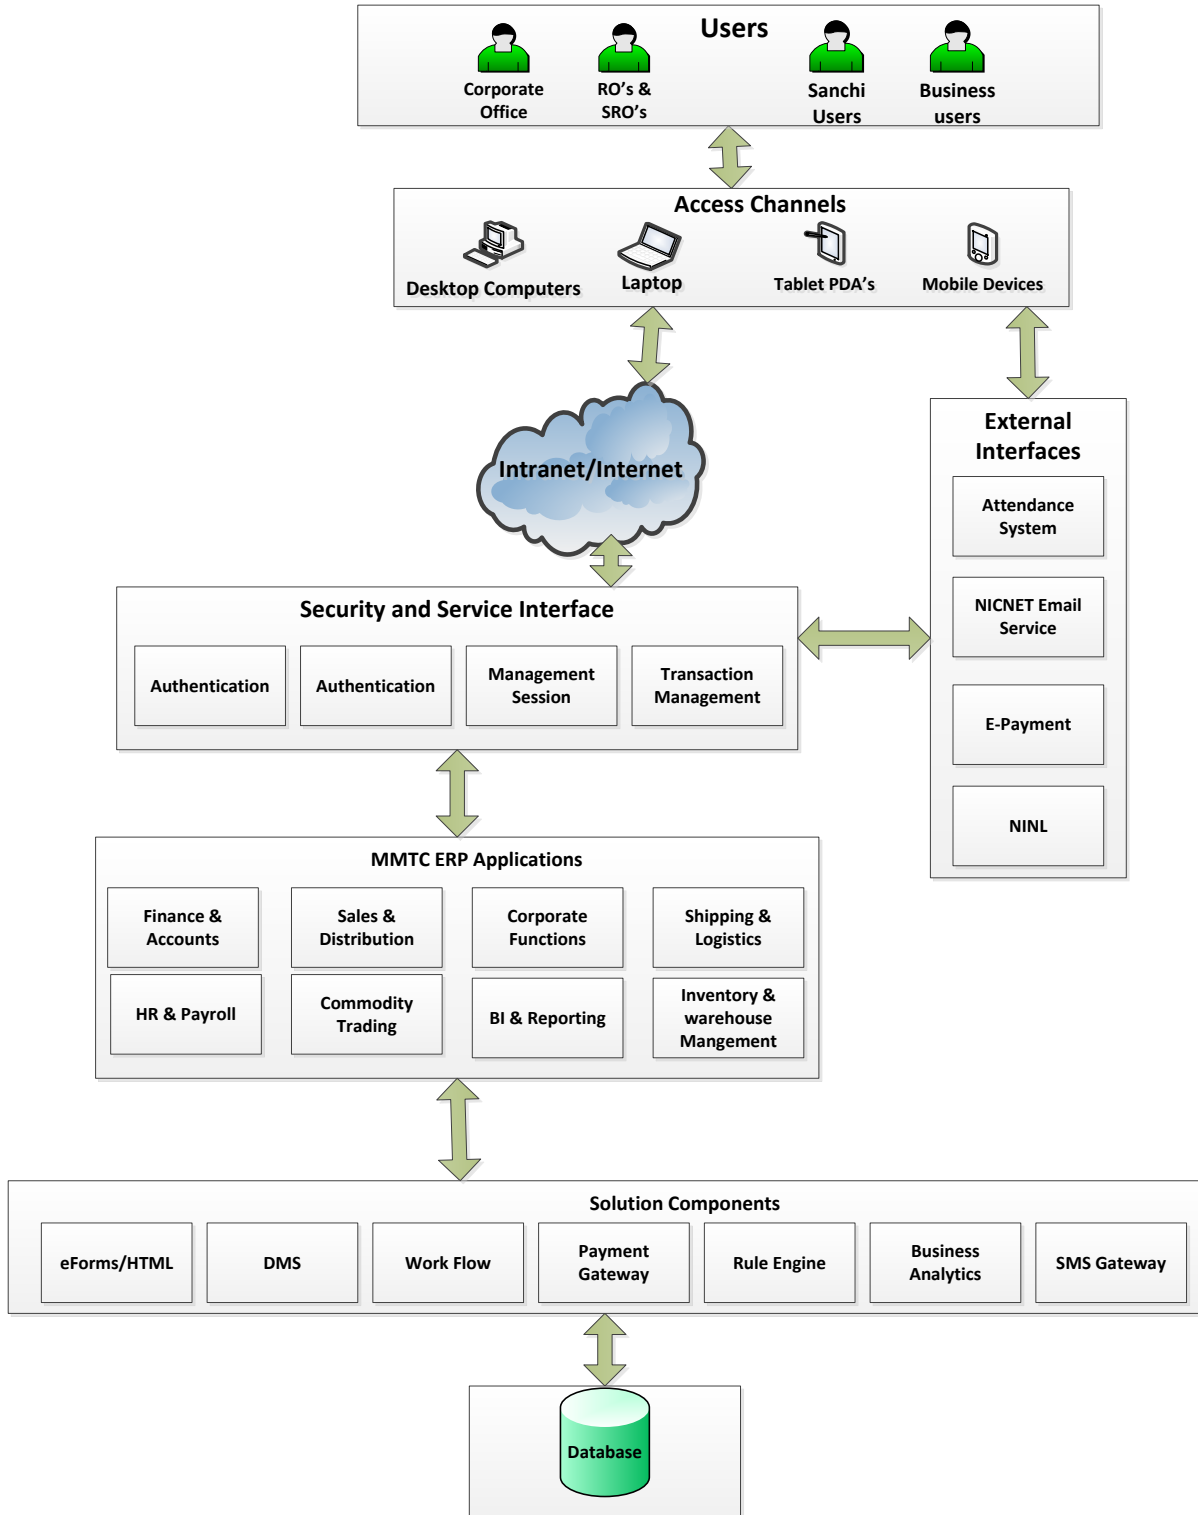 Users
Corporate
Office
RO's &
SRO's
Sanchi
Users
Business
users
Access Channels
Desktop Computers
Laptop
Tablet PDA's
Mobile Devices
Intranet/Internet
External
Interfaces
Attendance
System
NICNET Email
Service
E-Payment
NINL
Security and Service Interface
Authentication
Authentication
Management
Session
Transaction
Management
MMTC ERP Applications
Finance &
Accounts
Sales &
Distribution
Corporate
Functions
Shipping &
Logistics
HR & Payroll
Commodity
Trading
BI & Reporting
Inventory &
warehouse
Mangement
Solution Components
eForms/HTML
DMS
Work Flow
Payment
Gateway
Rule Engine
Business
Analytics
SMS Gateway
Database